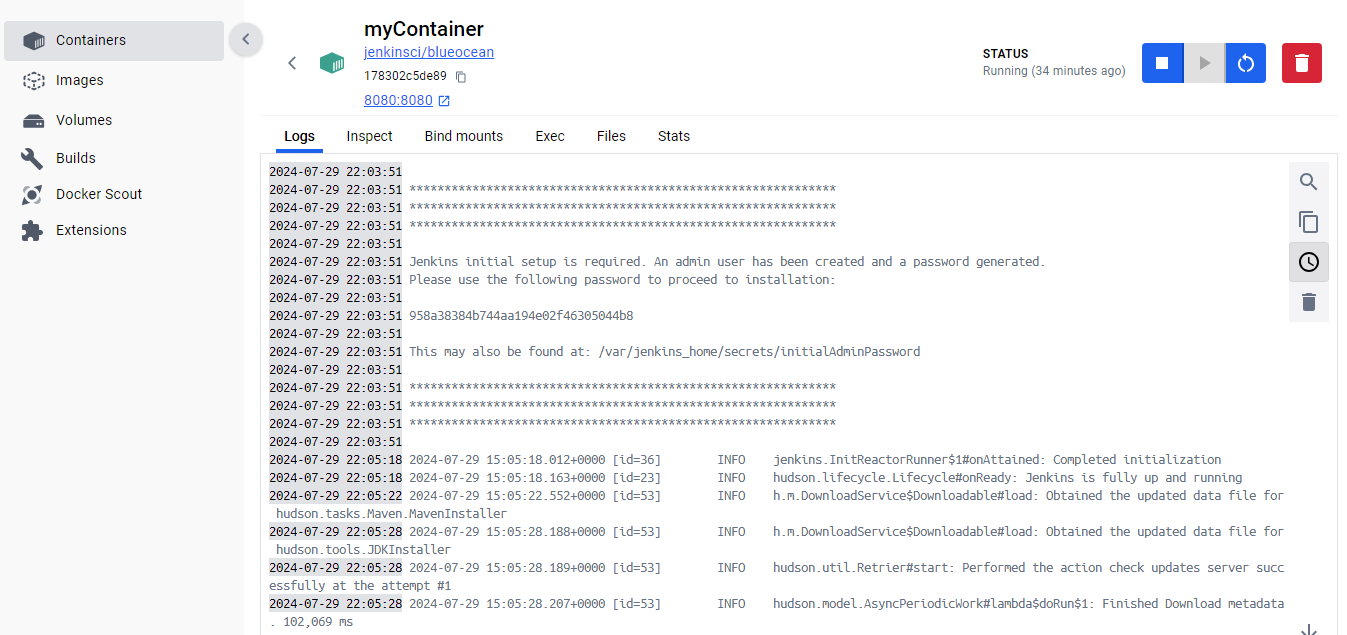 Containers
Images
Volumes
Builds
Docker Scout
Extensions
myContainer
jenkinsci/blueocean
178302c5de89
8080:8080
STATUS
Running (34 minutes ago)
Logs Inspect Bind mounts Exec Files Stats
2024-07-29 22:03:51
2024-07-29 22:03:51 *************************************************************
2024-07-29 22:03:51 *************************************************************
2024-07-29 22:03:51 *************************************************************
2024-07-29 22:03:51
2024-07-29 22:03:51 Jenkins initial setup is required. An admin user has been created and a password generated.
2024-07-29 22:03:51 Please use the following password to proceed to installation:
2024-07-29 22:03:51
2024-07-29 22:03:51 958a38384b744aa194e02f46305044b8
2024-07-29 22:03:51
2024-07-29 22:03:51 This may also be found at: /var/jenkins_home/secrets/initialAdminPassword
2024-07-29 22:03:51
2024-07-29 22:03:51 *************************************************************
2024-07-29 22:03:51 *************************************************************
2024-07-29 22:03:51 *************************************************************
2024-07-29 22:03:51
2024-07-29 22:05:18 2024-07-29 15:05:18.012+0000 [id=36] INFO jenkins.InitReactorRunner$1#onAttained: Completed initialization
2024-07-29 22:05:18 2024-07-29 15:05:18.163+0000 [id=23] INFO hudson.lifecycle.Lifecycle#onReady: Jenkins is fully up and running
2024-07-29 22:05:22 2024-07-29 15:05:22.552+0000 [id=53] INFO h.m.DownloadService$Downloadable#load: Obtained the updated data file for
hudson.tasks.Maven.MavenInstaller
2024-07-29 22:05:28 2024-07-29 15:05:28.188+0000 [id=53] INFO h.m.DownloadService$Downloadable#load: Obtained the updated data file for
hudson.tools.JDKInstaller
2024-07-29 22:05:28 2024-07-29 15:05:28.189+0000 [id=53] INFO hudson.util.Retrier#start: Performed the action check updates server succ
essfully at the attempt #1
2024-07-29 22:05:28 2024-07-29 15:05:28.207+0000 [id=53] INFO hudson.model.AsyncPeriodicWork#lambda$doRun$1: Finished Download metadata
. 102,069 ms